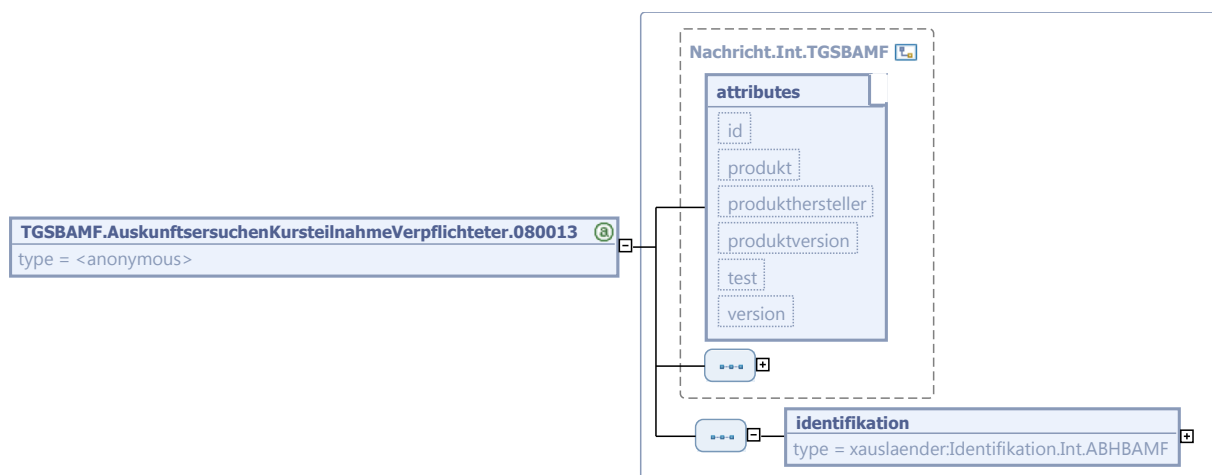 Nachricht.Int.TGSBAMF
attributes
id
produkt
produkthersteller
produktversion
test
version
TGSBAMF.AuskunftsersuchenKursteilnahmeVerpflichteter.080013 a
type = <anonymous>
identifikation
type = xauslaender:Identifikation.Int.ABHBAMF